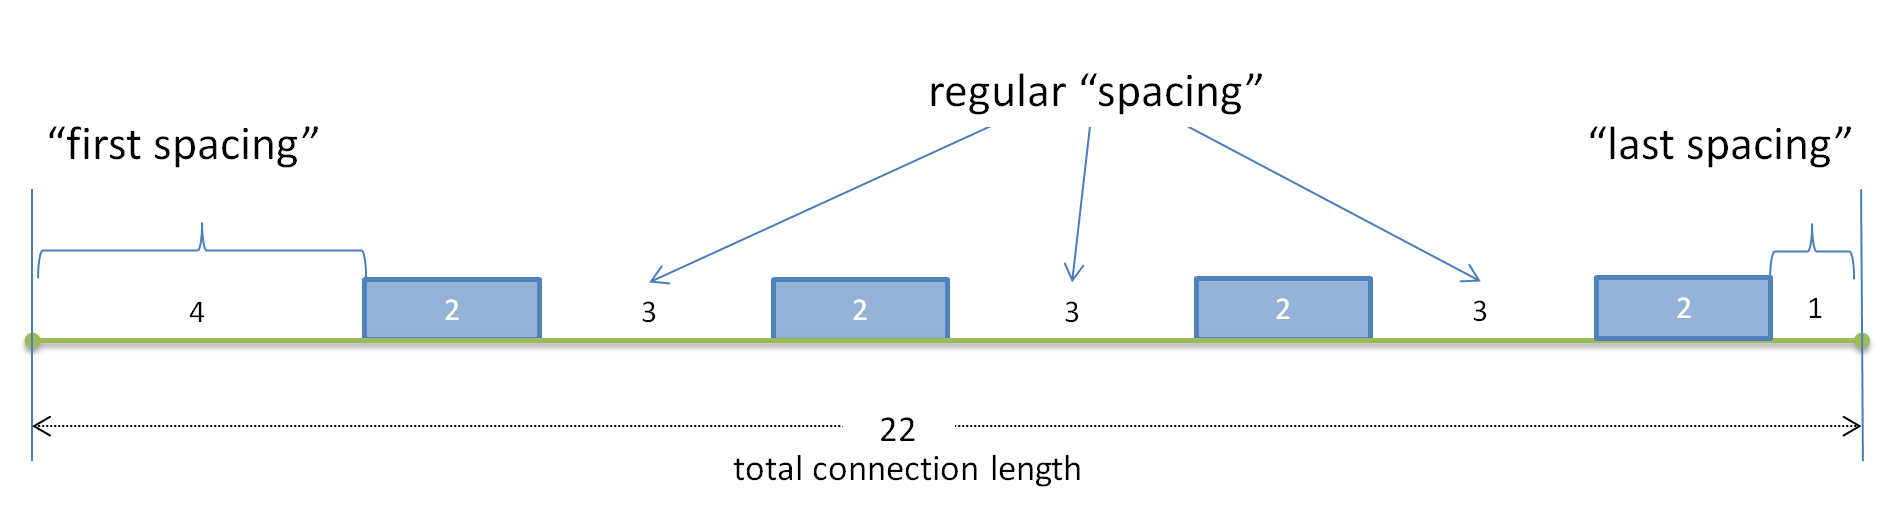 regular “spacing”
“first spacing”
“last spacing”
4 2 3 2 3 2 3 2 1
22
total connection length